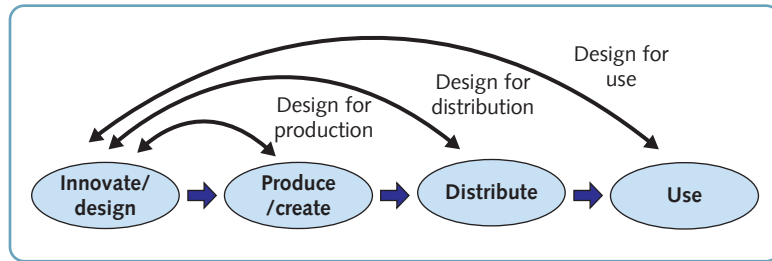 Design for
use
Design for
distribution
Design for
production
Innovate/
design
Produce
/create
Distribute
Use